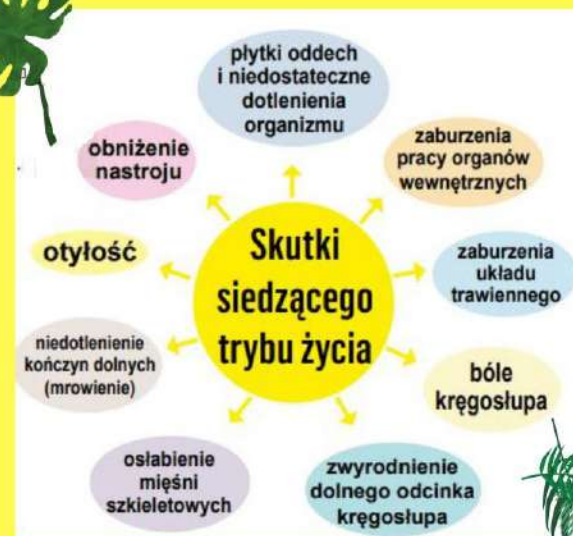 płytki oddech
i niedostateczne
dotlenienia
organizmu
zaburzenia
pracy organów
wewnętrznych
zaburzenia
układu
trawiennego
bóle
kręgosłupa
zwyrodnienie
dolnego odcinka
kręgosłupa
osłabienie
mięśni
szkieletowych
niedotlenienie
kończyn dolnych
(mrowienie)
otyłość
obniżenie
nastroju
Skutki
siedzącego
trybu życia